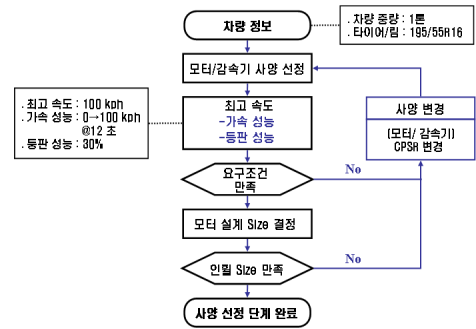 차량 정보
. 차량 중량 : 1톤
. 타이어/림 : 195/55R16
모터/감속기 사양 선정
. 최고 속도 : 100 kph
. 가속 성능 : 0→100 kph
@12 초
. 등판 성능 : 30%
최고 속도
-가속 성능
-등판 성능
사양 변경
(모터/ 감속기)
CPSR 변경
요구조건
만족
No
모터 설계 Size 결정
인휠 Size 만족
No
사양 선정 단계 완료